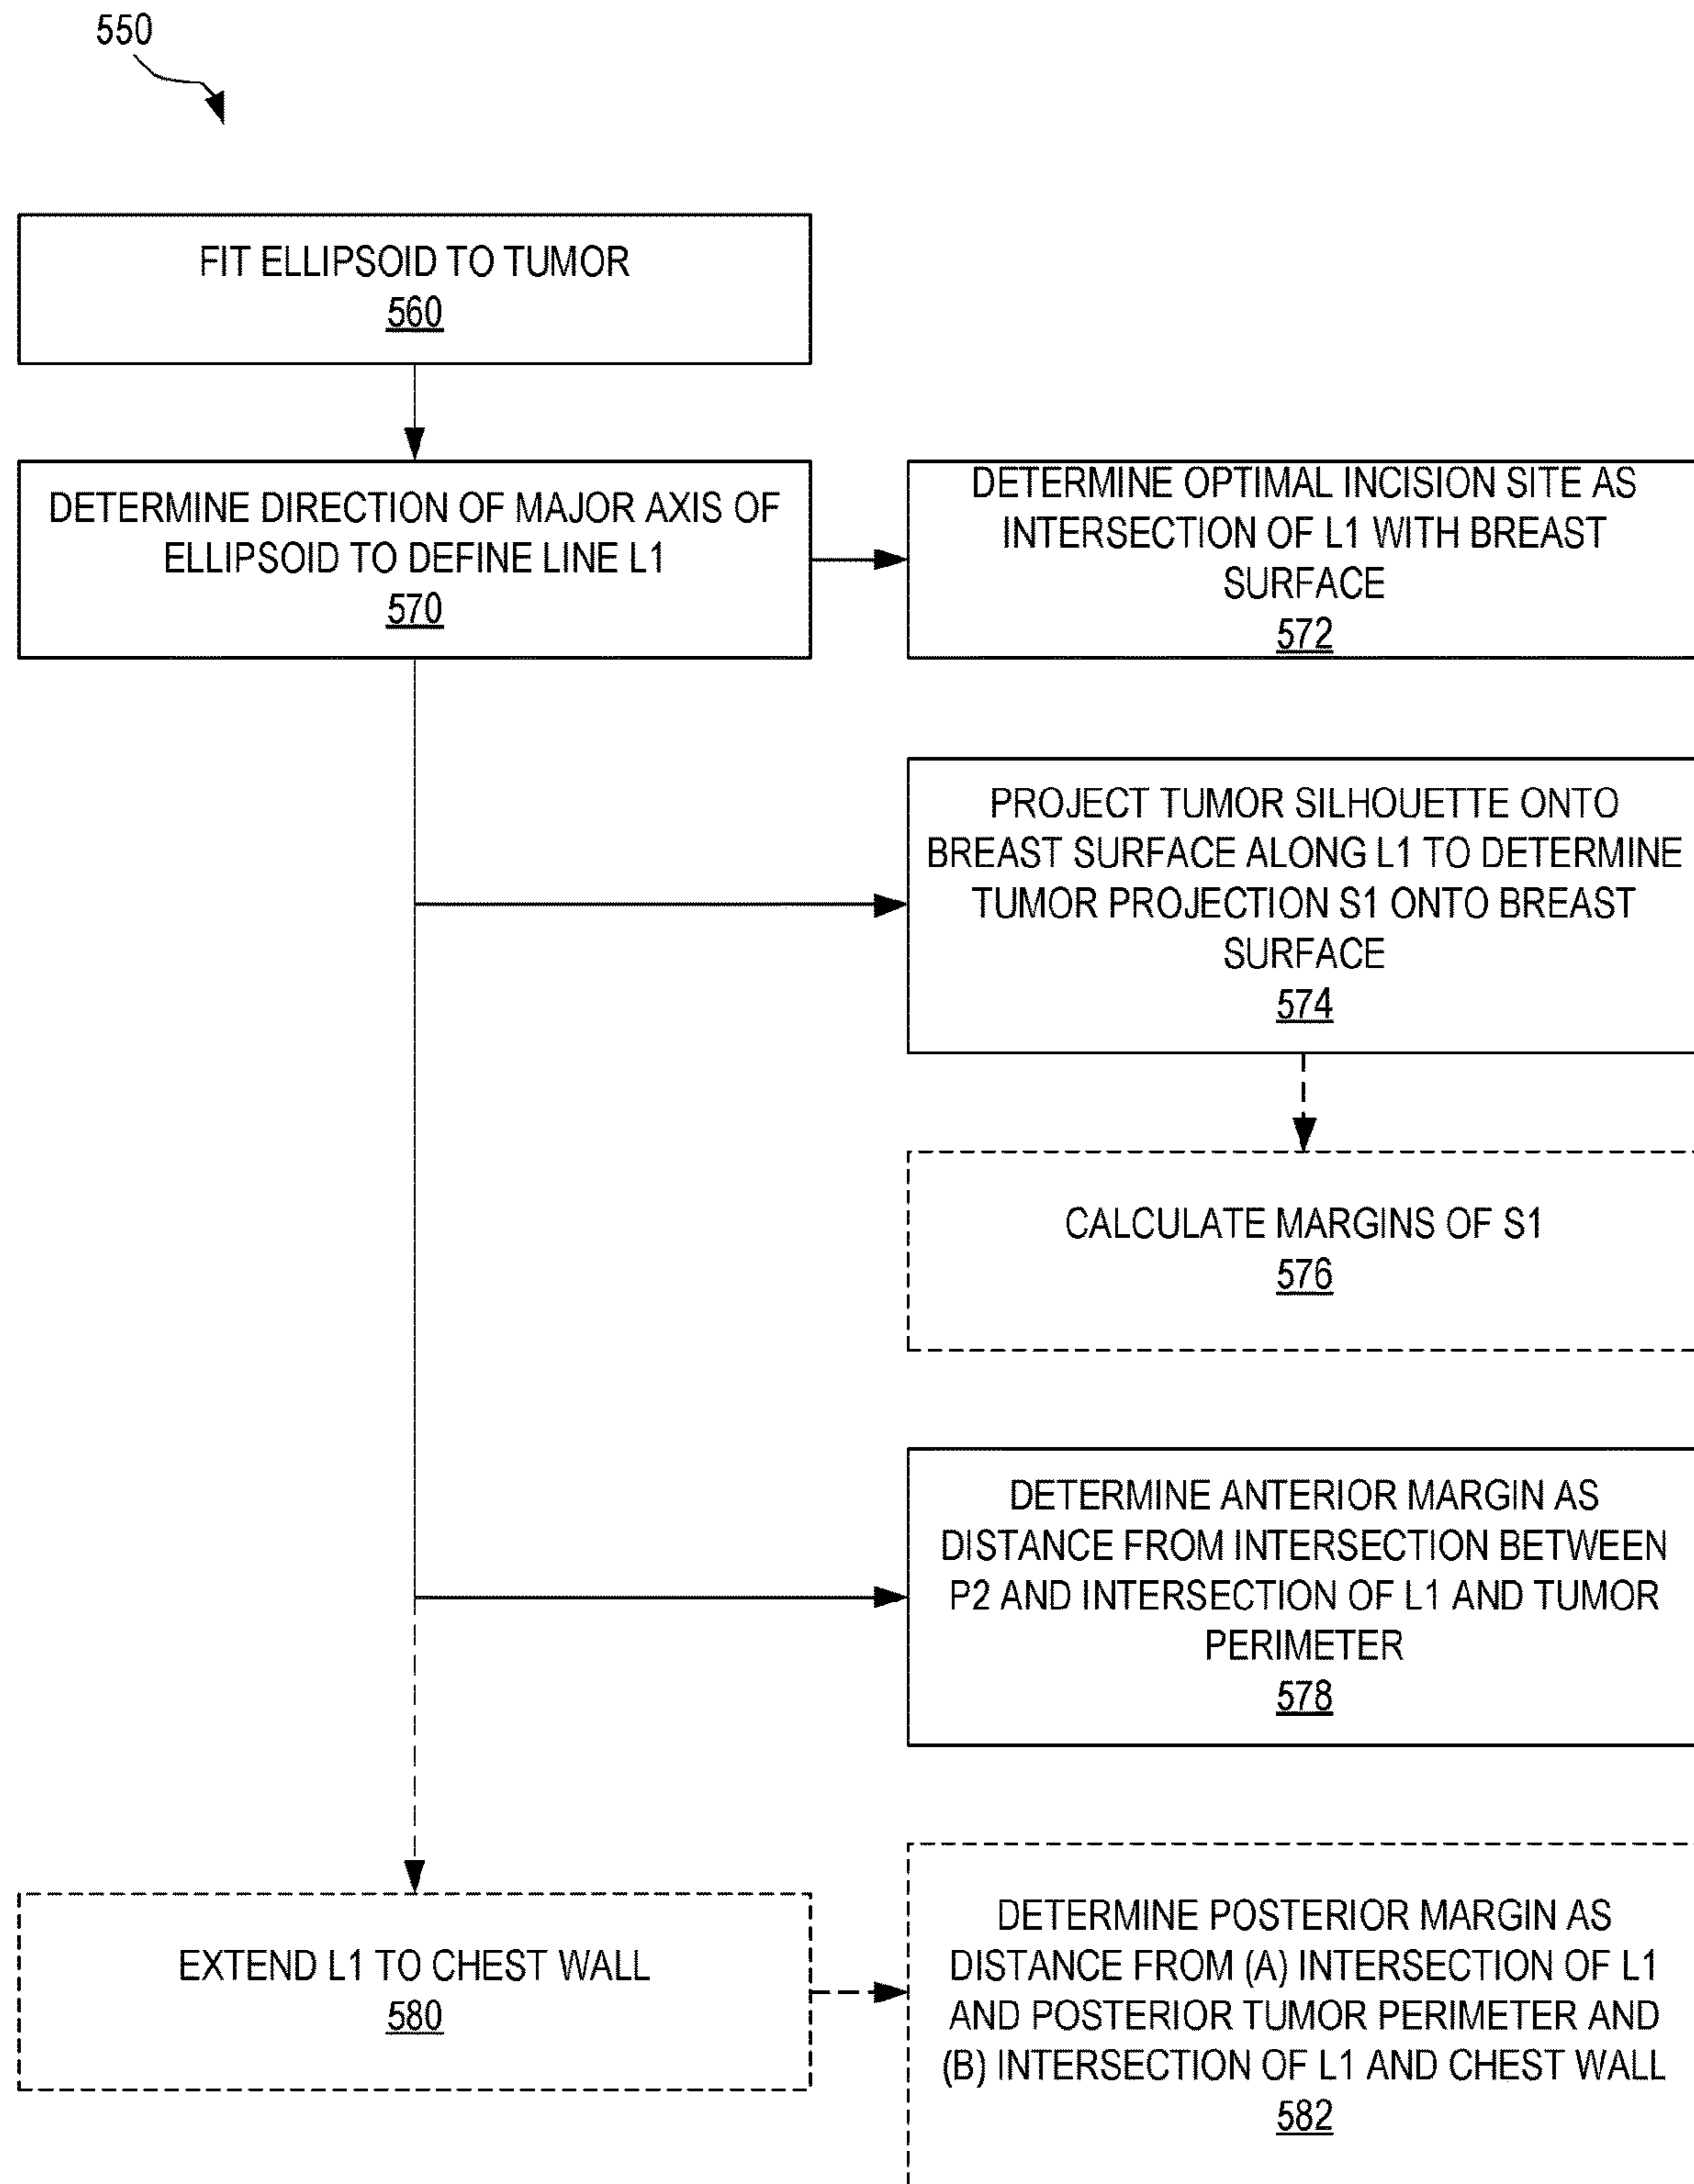 550
FIT ELLIPSOID TO TUMOR
560
DETERMINE DIRECTION OF MAJOR AXIS OF
ELLIPSOID TO DEFINE LINE L1
570
DETERMINE OPTIMAL INCISION SITE AS
INTERSECTION OF L1 WITH BREAST
SURFACE
572
PROJECT TUMOR SILHOUETTE ONTO
BREAST SURFACE ALONG L1 TO DETERMINE
TUMOR PROJECTION S1 ONTO BREAST
SURFACE
574
CALCULATE MARGINS OF S1
576
DETERMINE ANTERIOR MARGIN AS
DISTANCE FROM INTERSECTION BETWEEN
P2 AND INTERSECTION OF L1 AND TUMOR
PERIMETER
578
EXTEND L1 TO CHEST WALL
580
DETERMINE POSTERIOR MARGIN AS
DISTANCE FROM (A) INTERSECTION OF L1
AND POSTERIOR TUMOR PERIMETER AND
(B) INTERSECTION OF L1 AND CHEST WALL
582